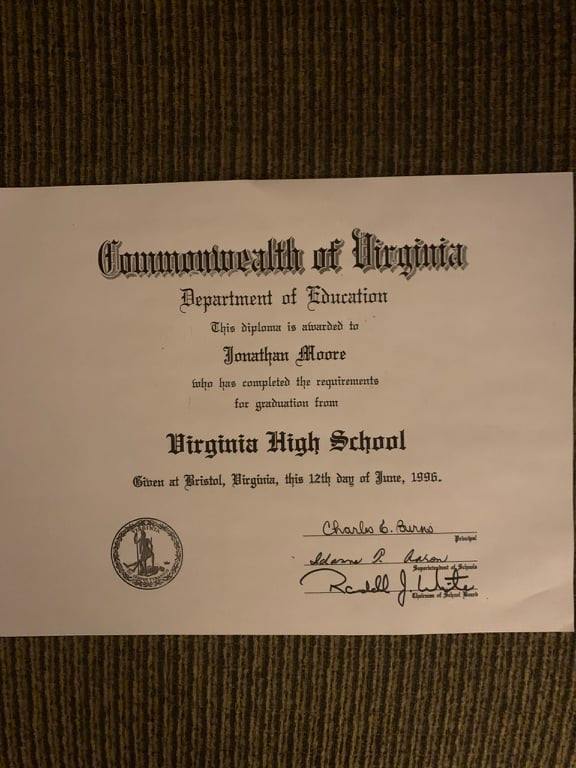 Commonwealth of Virginia
Department of Education
This diploma is awarded to
Jonathan Moore
who has completed the requirements
for graduation from
Virginia High School
Given at Bristol, Virginia, this 12th day of June, 1996.
Charles E. Burns
Principal
P. Aaron
Superintendent of Schools
J. White
Chairman of School Board